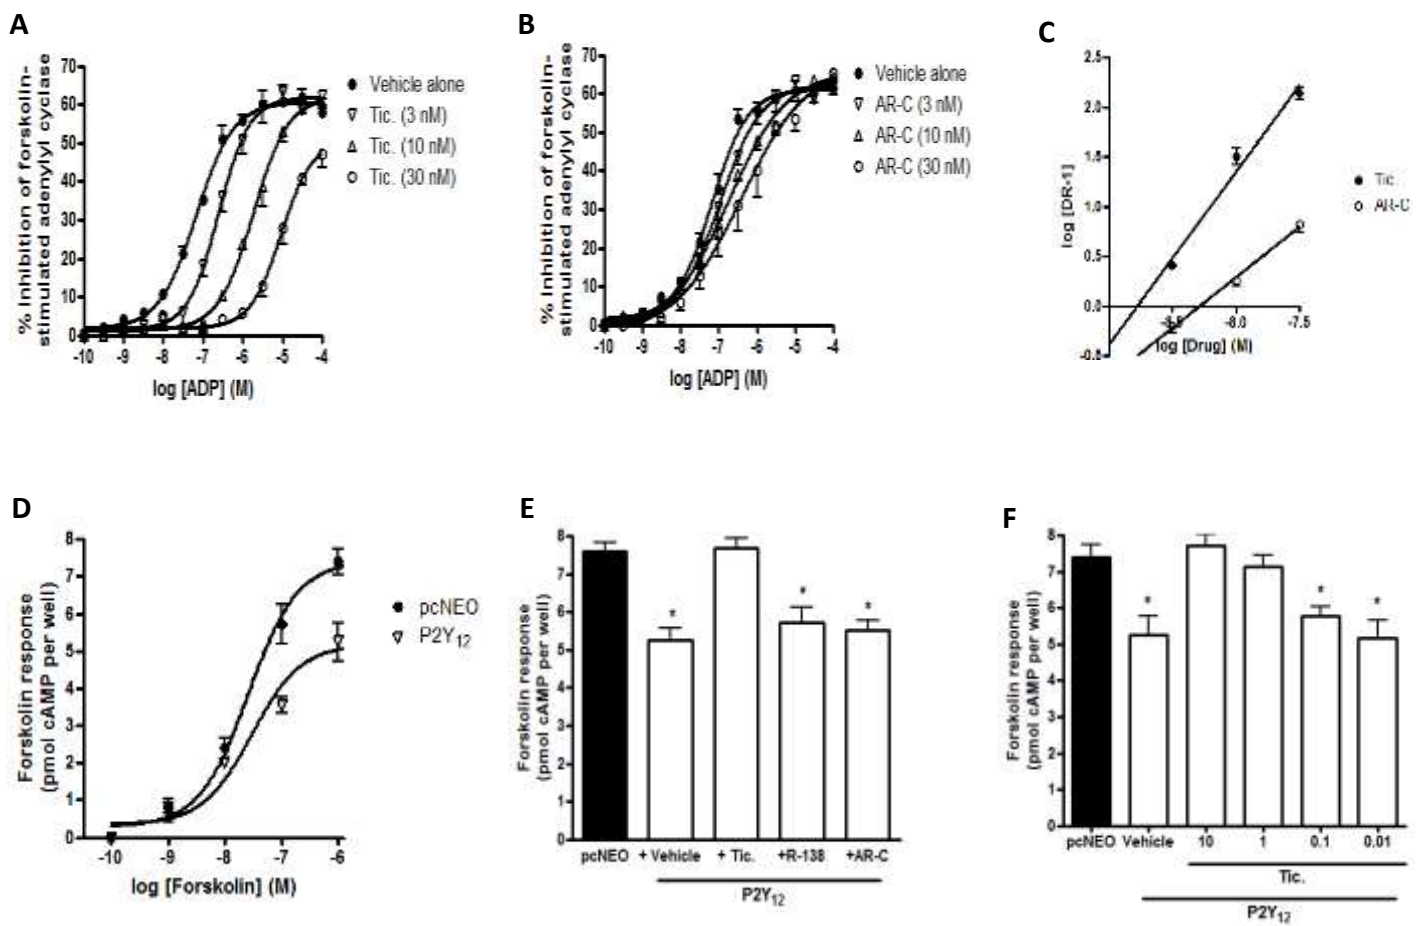 A
% Inhibition of forskolin-
stimulated adenylyl cyclase
70
60
50
40
30
20
10
0
-10 -9 -8 -7 -6 -5 -4
log [ADP] (M)
Vehicle alone
Tic. (3 nM)
Tic. (10 nM)
Tic. (30 nM)
B
% Inhibition of forskolin-
stimulated adenylyl cyclase
70
60
50
40
30
20
10
0
-10 -9 -8 -7 -6 -5 -4
log [ADP] (M)
Vehicle alone
AR-C (3 nM)
AR-C (10 nM)
AR-C (30 nM)
C
log [DR-1]
2.5
2.0
1.5
1.0
0.5
0.0
-0.5
-8.5 -8.0 -7.5
log [Drug] (M)
Tic.
AR-C
D
Forskolin response
(pmol cAMP per well)
8
7
6
5
4
3
2
1
0
-10 -9 -8 -7 -6
log [Forskolin] (M)
pcNEO
P2Y12
E
Forskolin response
(pmol cAMP per well)
8
7
6
5
4
3
2
1
0
* * *
pcNEO + Vehicle + Tic. +R-138 +AR-C
P2Y12
F
Forskolin response
(pmol cAMP per well)
8
7
6
5
4
3
2
1
0
* * *
pcNEO Vehicle 10 1 0.1 0.01
Tic.
P2Y12